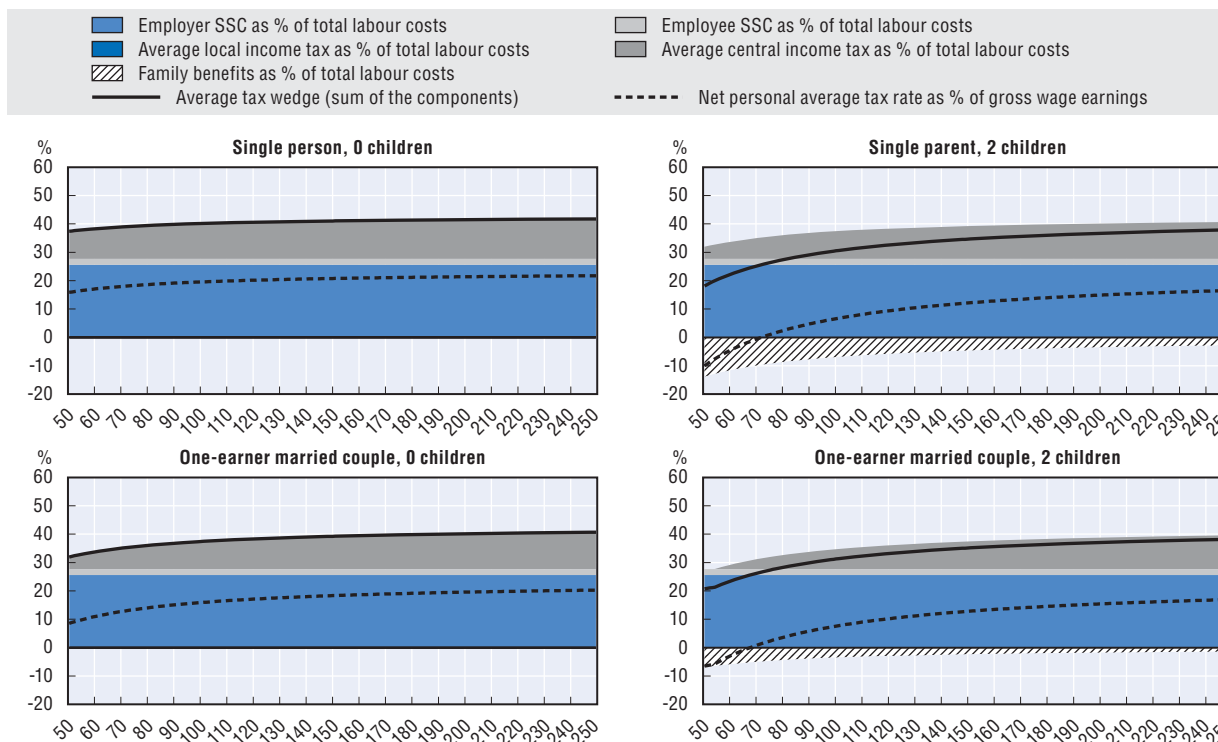 Employer SSC as % of total labour costs
Employee SSC as % of total labour costs
Average local income tax as % of total labour costs
Average central income tax as % of total labour costs
Family benefits as % of total labour costs
Average tax wedge (sum of the components)
Net personal average tax rate as % of gross wage earnings
%
Single person, 0 children
60
50
40
30
20
10
0
-10
-20
50 60 70 80 90 100 110 120 130 140 150 160 170 180 190 200 210 220 230 240 250
%
Single parent, 2 children
60
50
40
30
20
10
0
-10
-20
50 60 70 80 90 100 110 120 130 140 150 160 170 180 190 200 210 220 230 240
%
One-earner married couple, 0 children
60
50
40
30
20
10
0
-10
-20
50 60 70 80 90 100 110 120 130 140 150 160 170 180 190 200 210 220 230 240 250
%
One-earner married couple, 2 children
60
50
40
30
20
10
0
-10
-20
50 60 70 80 90 100 110 120 130 140 150 160 170 180 190 200 210 220 230 240